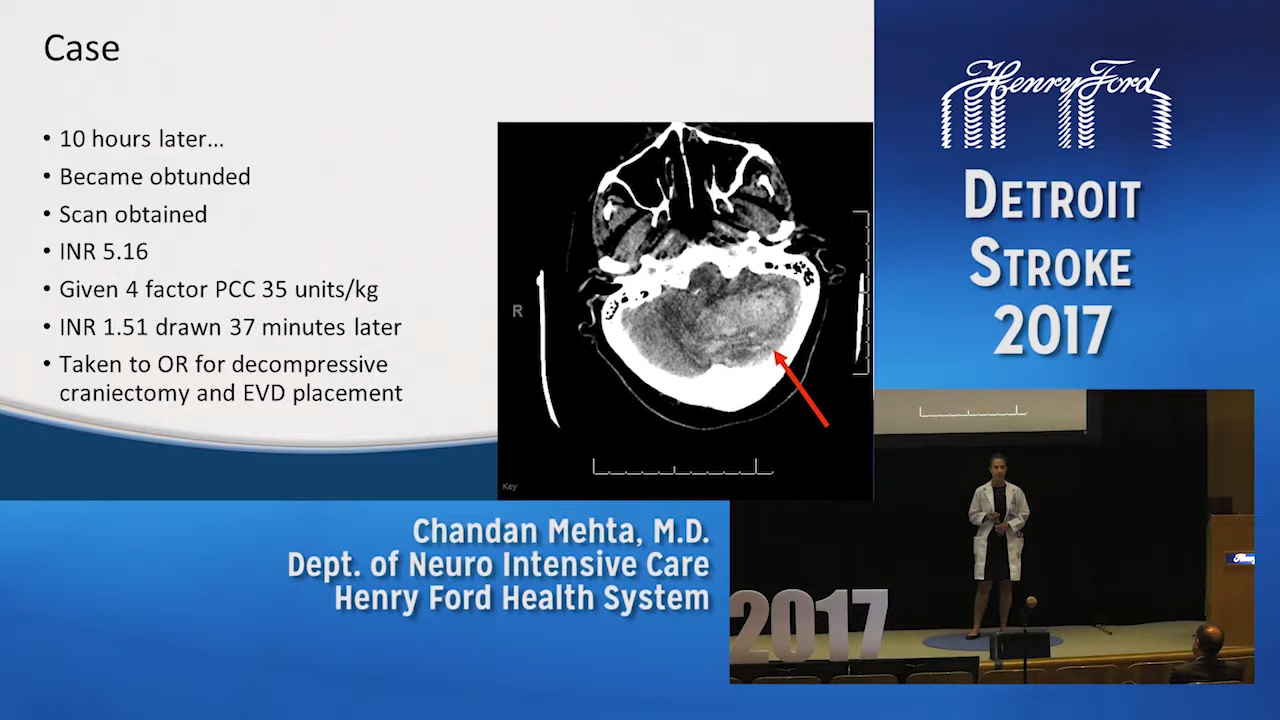 Case
• 10 hours later…
• Became obtunded
• Scan obtained
• INR 5.16
• Given 4 factor PCC 35 units/kg
• INR 1.51 drawn 37 minutes later
• Taken to OR for decompressive
craniectomy and EVD placement
A
R
Key
Henry Ford
DETROIT
STROKE
2017
Chandan Mehta, M.D.
Dept. of Neuro Intensive Care
Henry Ford Health System
2017